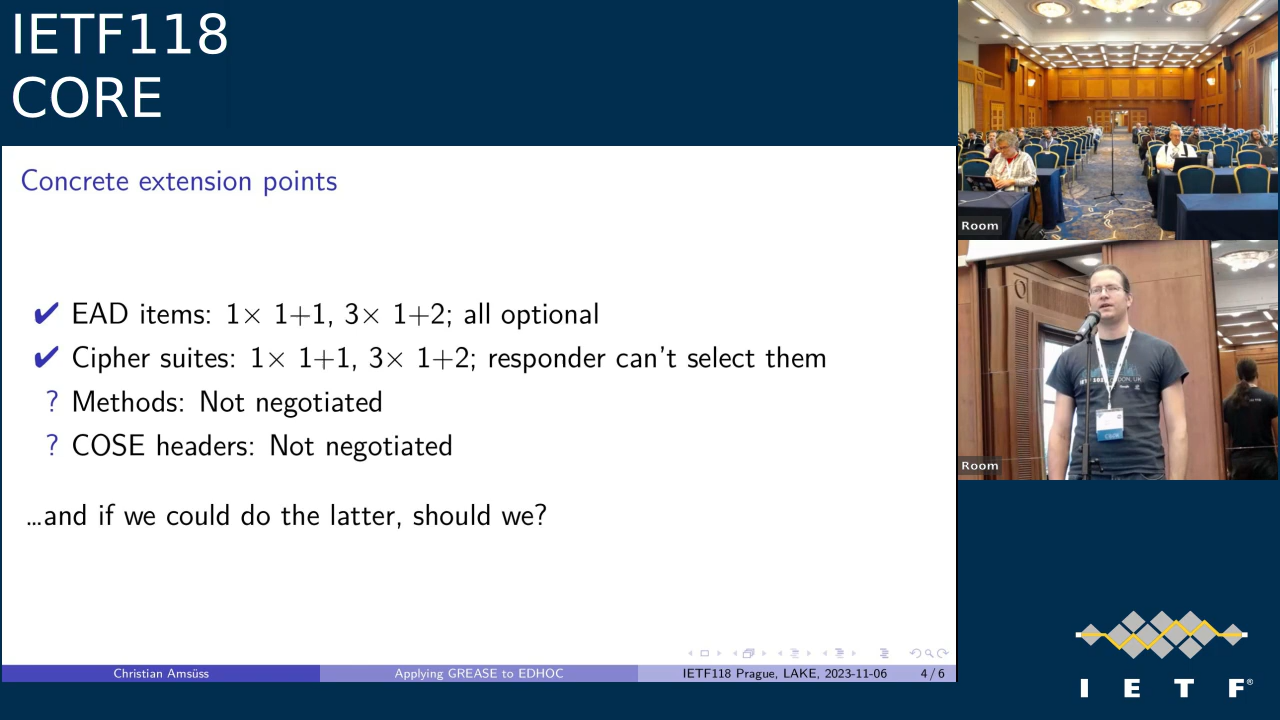 IETF118
CORE
Concrete extension points
✔ EAD items: 1× 1+1, 3× 1+2; all optional
✔ Cipher suites: 1× 1+1, 3× 1+2; responder can't select them
? Methods: Not negotiated
? COSE headers: Not negotiated
...and if we could do the latter, should we?
Christian Amsüss
Applying GREASE to EDHOC
IETF118 Prague, LAKE, 2023-11-06
4 / 6
Room
Room
I E T F®